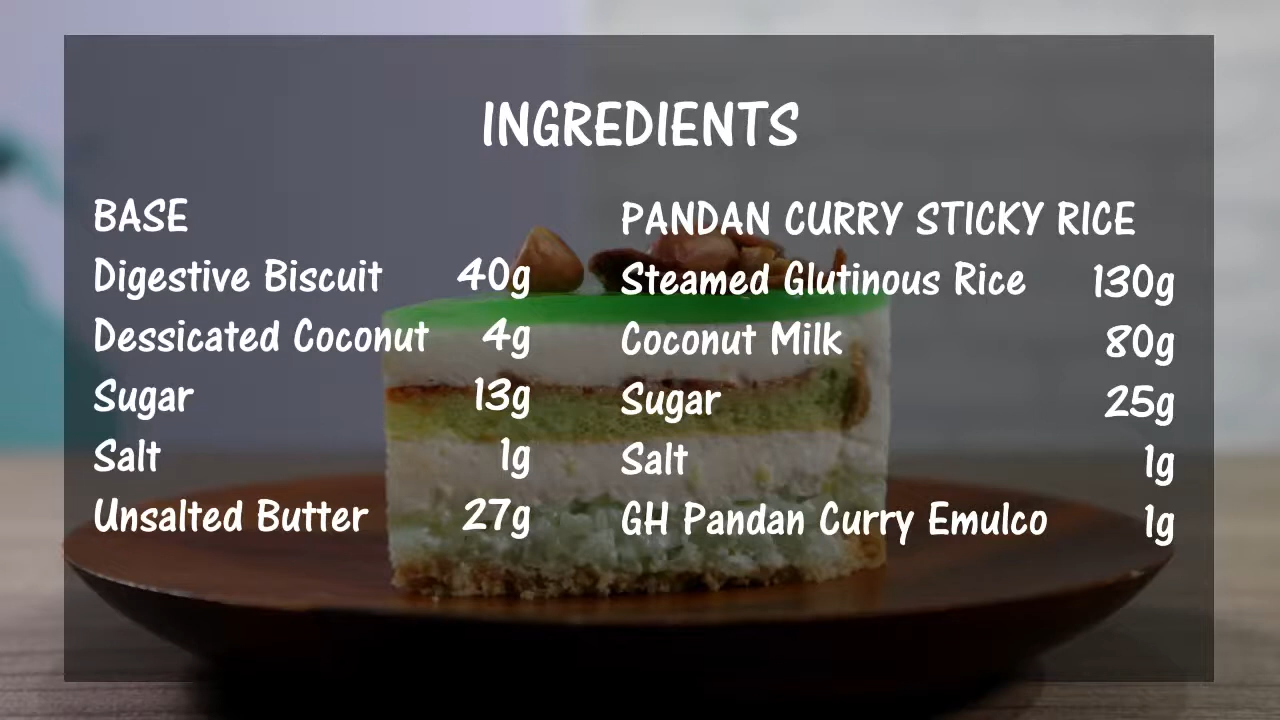 INGREDIENTS
BASE
Digestive Biscuit 40g
Dessicated Coconut 4g
Sugar 13g
Salt 1g
Unsalted Butter 27g
PANDAN CURRY STICKY RICE
Steamed Glutinous Rice 130g
Coconut Milk 80g
Sugar 25g
Salt 1g
GH Pandan Curry Emulco 1g